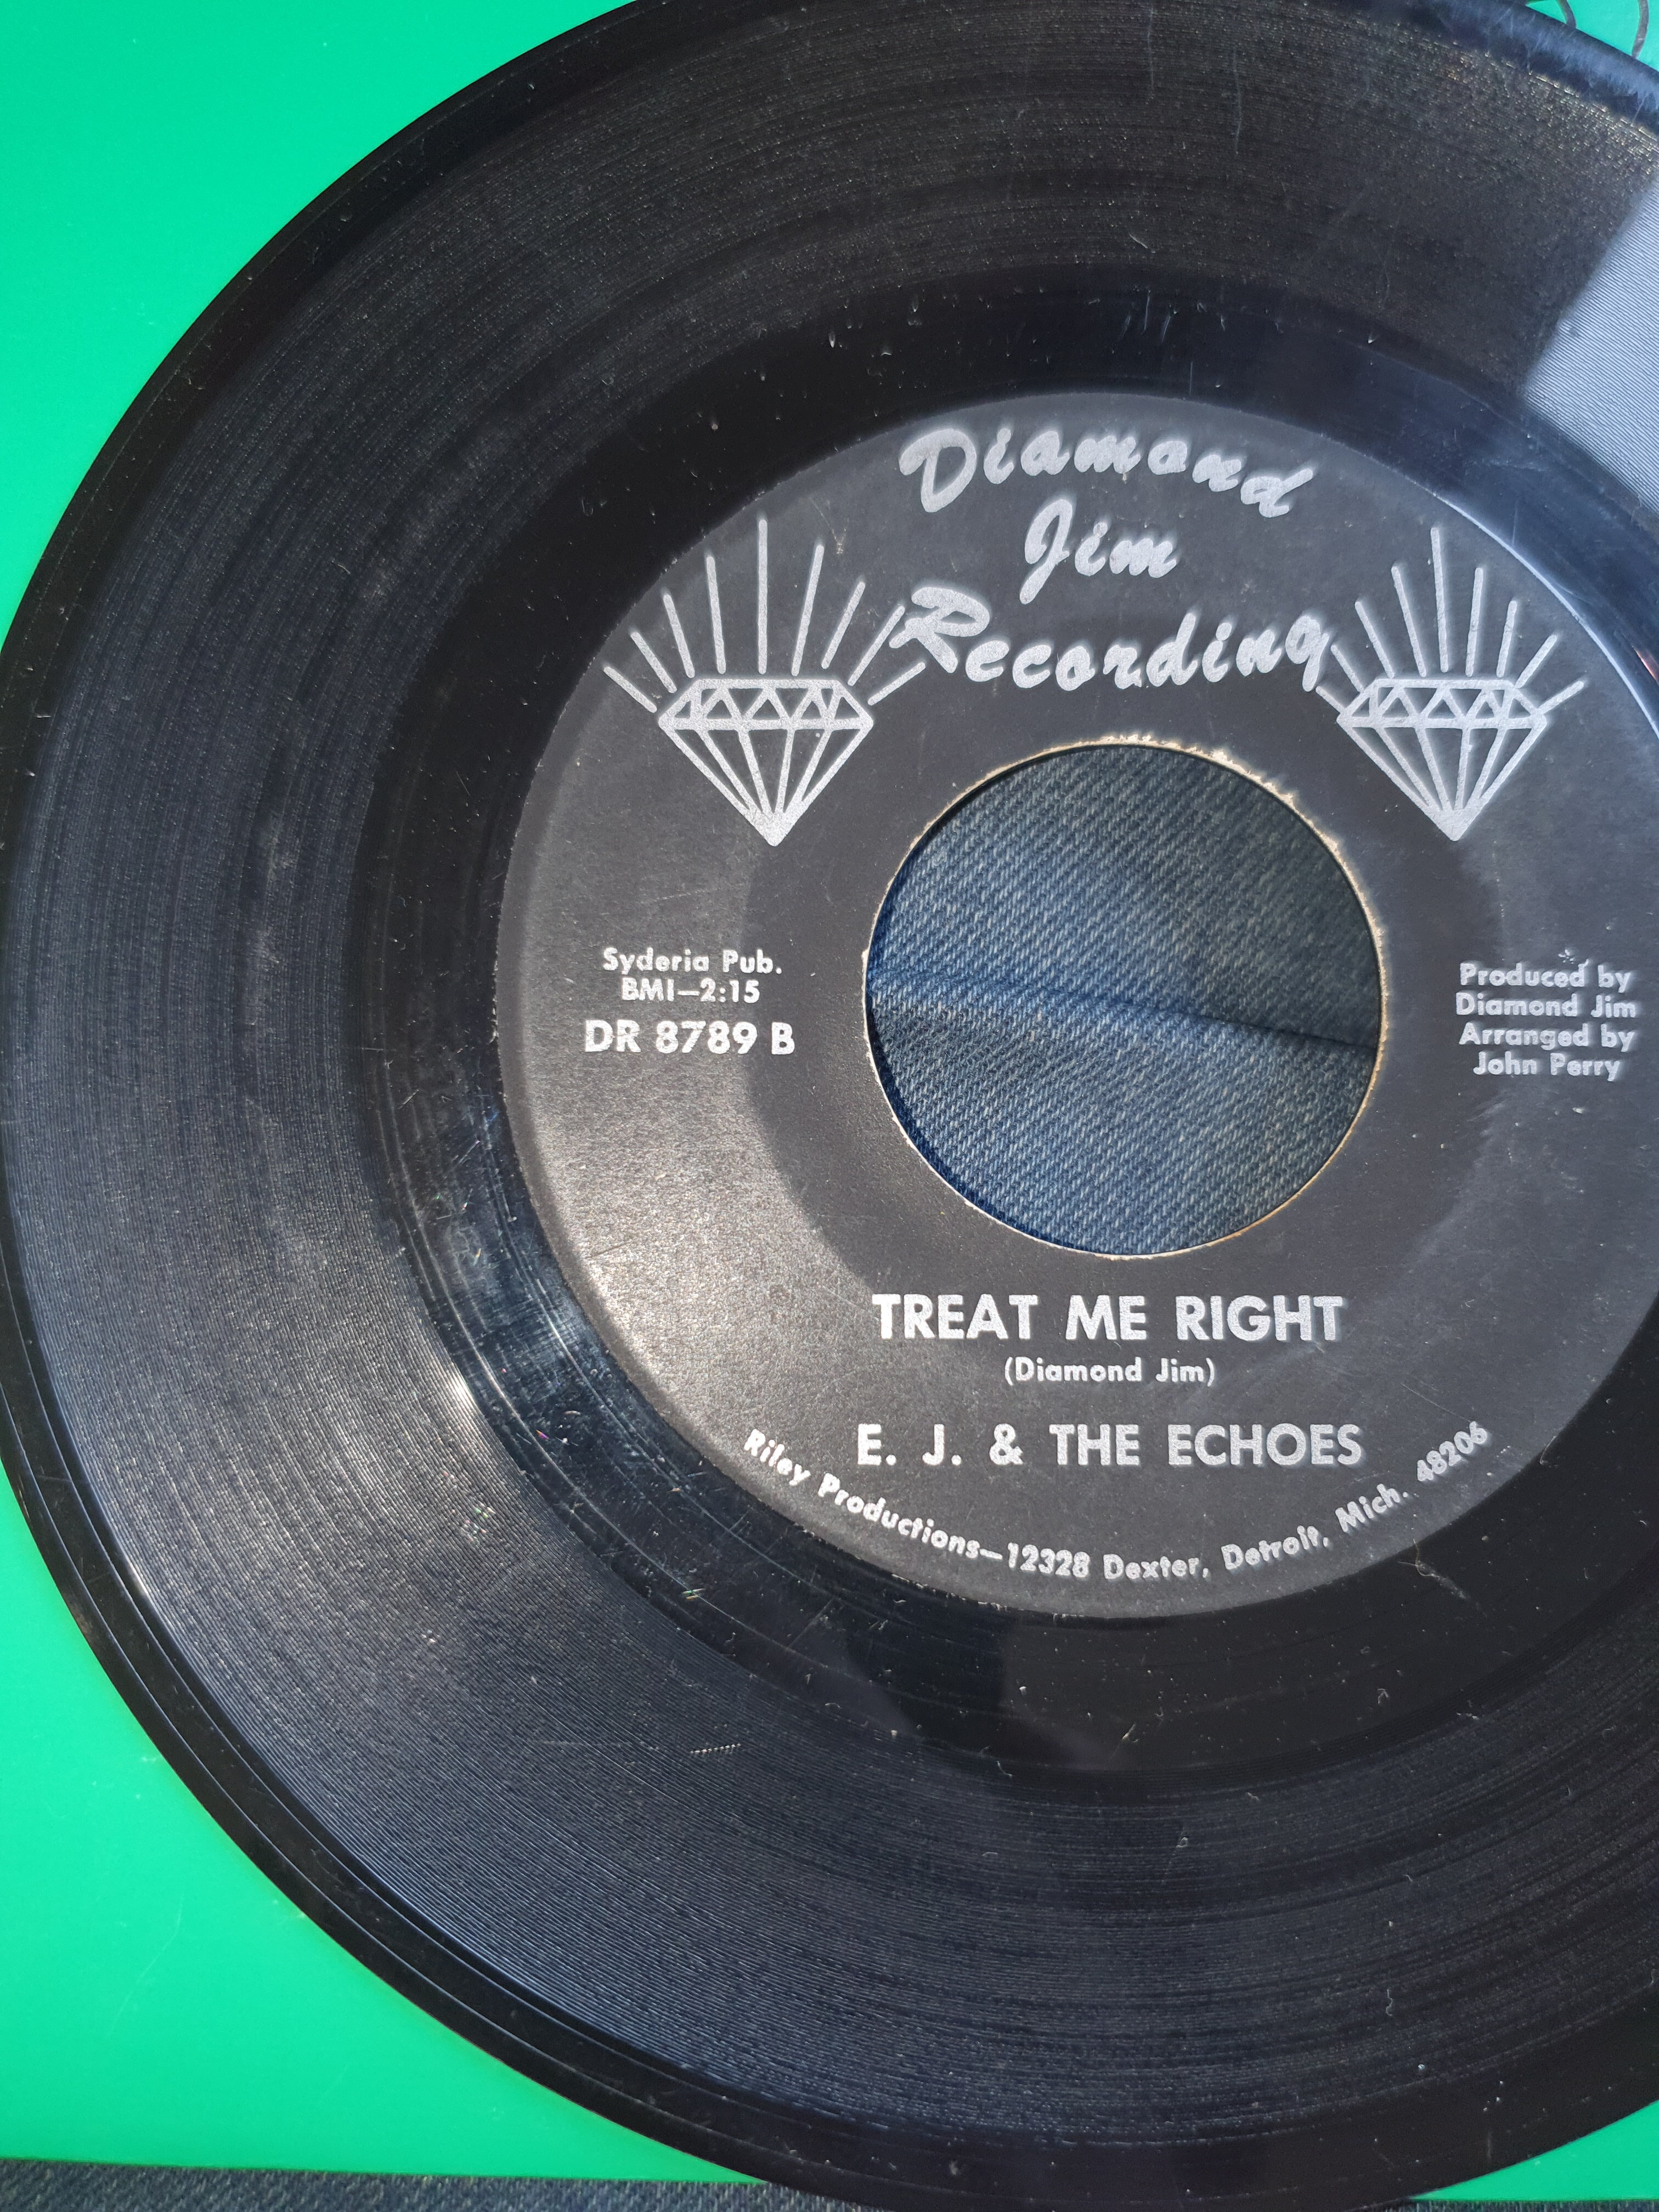 Diamond
Jim
Recording
Syderia Pub.
BMI—2:15
DR 8789 B
Produced by
Diamond Jim
Arranged by
John Perry
TREAT ME RIGHT
(Diamond Jim)
E. J. & THE ECHOES
Riley Productions—12328 Dexter, Detroit, Mich. 48206